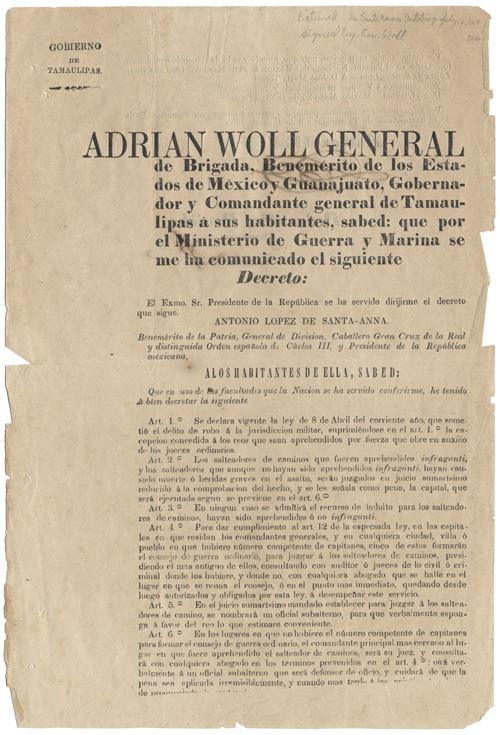 Pictured In Santa Anna
signed by Gen. Woll
GOBIERNO
DE
TAMAULIPAS.
ADRIAN WOLL GENERAL
de Brigada, Benemérito de los Esta-
dos de México y Guanajuato, Goberna-
dor y Comandante general de Tamau-
lipas à sus habitantes, sabed: que por
el Ministerio de Guerra y Marina se
me ha comunicado el siguiente
Decreto:
El Exmo. Sr. Presidente de la República se ha servido dirijirme el decreto
que sigue.
ANTONIO LOPEZ DE SANTA-ANNA.
Benemérito de la Patria, General de Division, Caballero Gran Cruz de la Real
y distinguida Orden española de Cárlos III, y Presidente de la República
mexicana,
A LOS HABITANTES DE ELLA, SABED:
Que en uso de las facultades que la Nacion se ha servido conferirme, he tenido
á bien decretar la siguiente
Art. 1.º Se declara vigente la ley de 8 de Abril del corriente año, que some-
tió el delito de robo á la jurisdiccion militar, suprimiéndose en el art. 1.º la es-
cepcion concedida á los reos que sean aprehendidos por fuerza que obre en auxilio
de los jueces ordinarios.
Art. 2.º Los salteadores de caminos que fueren aprehendidos infraganti,
y los salteadores que aunque no hayan sido aprehendidos infraganti, hayan cau-
sado muerte ó heridas graves en el asalto, serán juzgados en juicio sumarísimo
reducido á la comprobacion del hecho, y se les señala como pena, la capital, que
será ejecutada segun se previene en el art. 6.º
Art. 3.º En ningun caso se admitirá el recurso de indulto para los salteado-
res de caminos, hayan sido aprehendidos ó no infraganti.
Art. 4.º Para dar cumplimiento al art 12 de la espresada ley, en las capita-
les en que residan los comandantes generales, y en cualquiera ciudad, villa ó
pueblo en que hubiere número competente de capitanes, cinco de estos formarán
el consejo de guerra ordinario, para juzgar á los salteadores de caminos, presi-
diendo el mas antiguo de ellos, consultando con auditor ó jueces de lo civil ó cri-
minal donde los hubiere, y donde no, con cualquiera abogado que se halle en el
lugar en que se reuna el consejo, ó en el punto mas inmediato, quedando desde
luego autorizados y obligados por esta ley, á desempeñar este servicio.
Art. 5.º En el juicio sumarísimo mandado establecer para juzgar á los saltea-
dores de camino, se nombrará un oficial subalterno, para que verbalmente espon-
ga á favor del reo lo que estimare conveniente.
Art. 6º En los lugares en que no hubiere el número competente de capitanes
para formar el consejo de guerra ordinario, el comandante principal mas cercano al lu-
gar en que fuere aprehendido el salteador de caminos, será su juez, y consulta-
rá con cualquiera abogado en los términos prevenidos en el art. 4.º: oirá ver-
balmente á un oficial subalterno que será defensor de oficio, y cuidará de que la
pena sea aplicada irremisiblemente, y cuando mas tarde á las
de